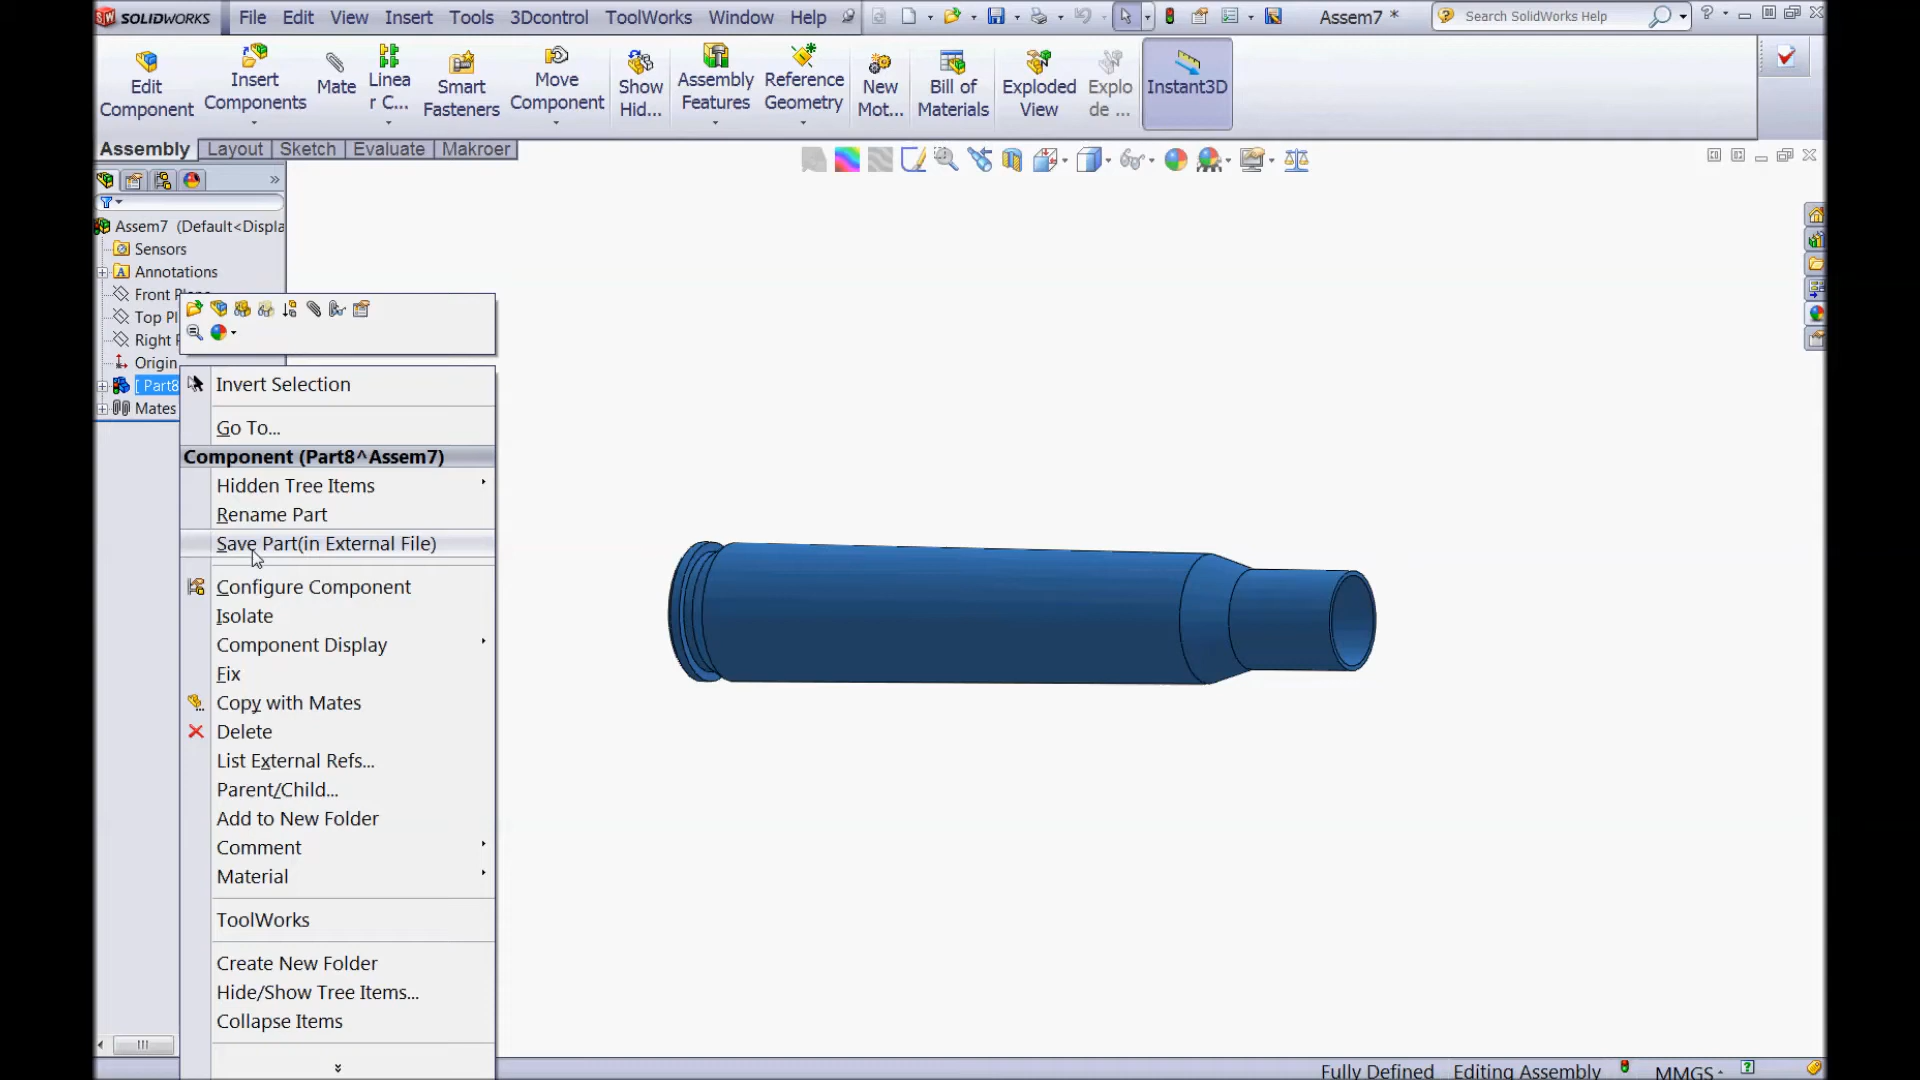 SOLIDWORKS File Edit View Insert Tools 3Dcontrol ToolWorks Window Help Assem7 * Search SolidWorks Help
Edit Component
Insert Components
Mate
Linea r C...
Smart Fasteners
Move Component
Show Hid...
Assembly Features
Reference Geometry
New Mot...
Bill of Materials
Exploded View
Explo de ...
Instant3D
Assembly Layout Sketch Evaluate Makroer
Assem7 (Default<Displa
Sensors
Annotations
Front
Top Pl
Right
Origin
[ Part8
Mates
Invert Selection
Go To...
Component (Part8^Assem7)
Hidden Tree Items
Rename Part
Save Part(in External File)
Configure Component
Isolate
Component Display
Fix
Copy with Mates
Delete
List External Refs...
Parent/Child...
Add to New Folder
Comment
Material
ToolWorks
Create New Folder
Hide/Show Tree Items...
Collapse Items
Fully Defined Editing Assembly MMGS